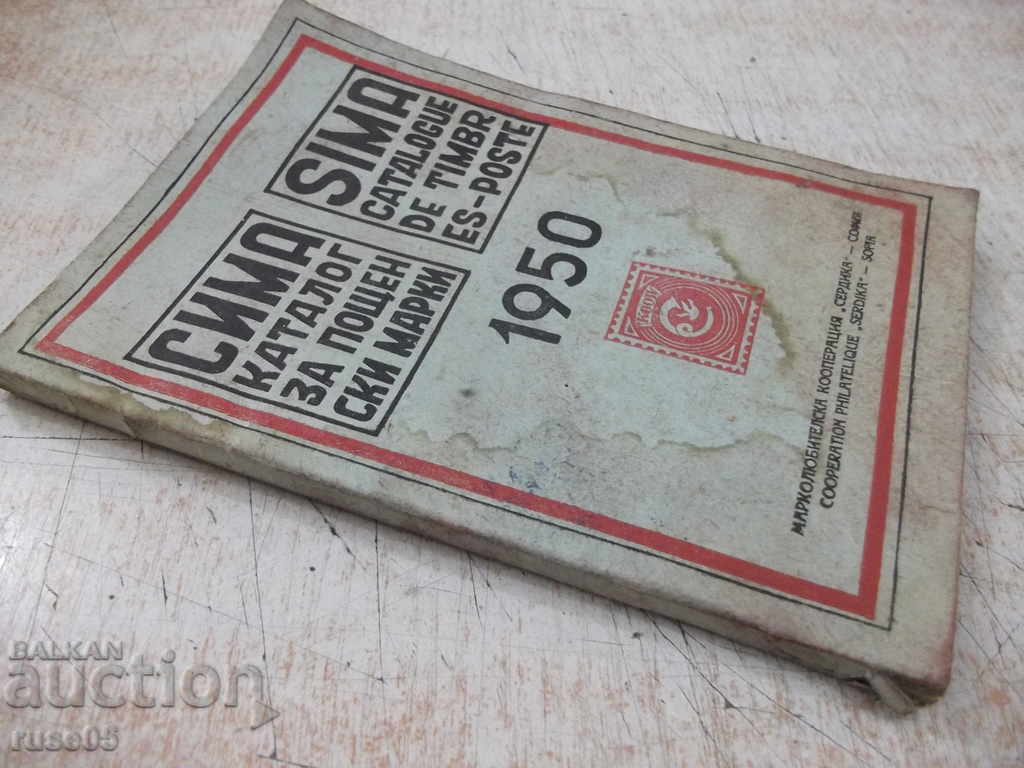 СИМА
КАТАЛОГ
ЗА ПОЩЕН
СКИ МАРКИ
SIMA
CATALOGUE
DE TIMBR
ES-POSTE
1950
МАРКОЛЮБИТЕЛСКА КООПЕРАЦИЯ „СЕРДИКА“ – СОФИЯ
COOPERATION PHILATELIQUE „SERDIKA“ – SOFIA
BALKAN
auction
ruse05